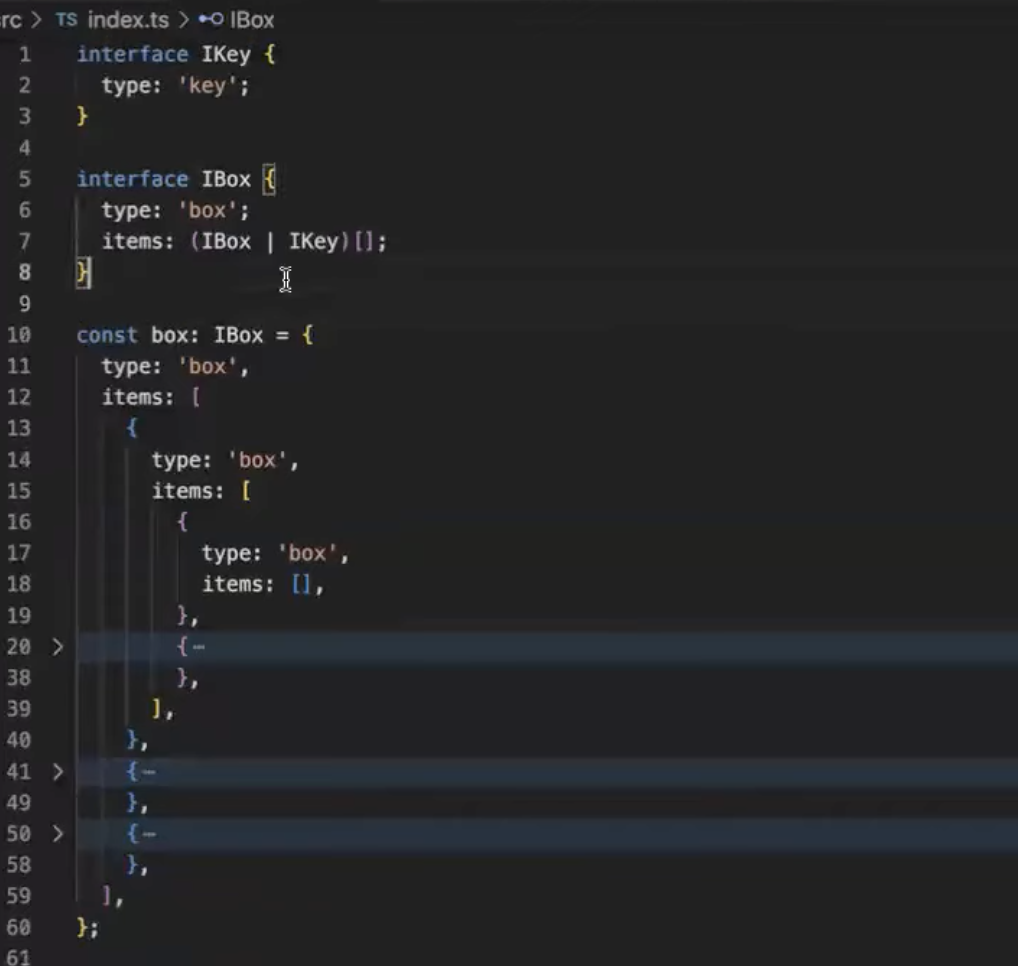 rc > TS index.ts > IBox
1 interface IKey {
2   type: 'key';
3 }
4
5 interface IBox {
6   type: 'box';
7   items: (IBox | IKey)[];
8 }
9
10 const box: IBox = {
11   type: 'box',
12   items: [
13     {
14       type: 'box',
15       items: [
16         {
17           type: 'box',
18           items: [],
19         },
20 >         {⋯
38         },
39       ],
40     },
41 >     {⋯
49     },
50 >     {⋯
58     },
59   ],
60 };
61